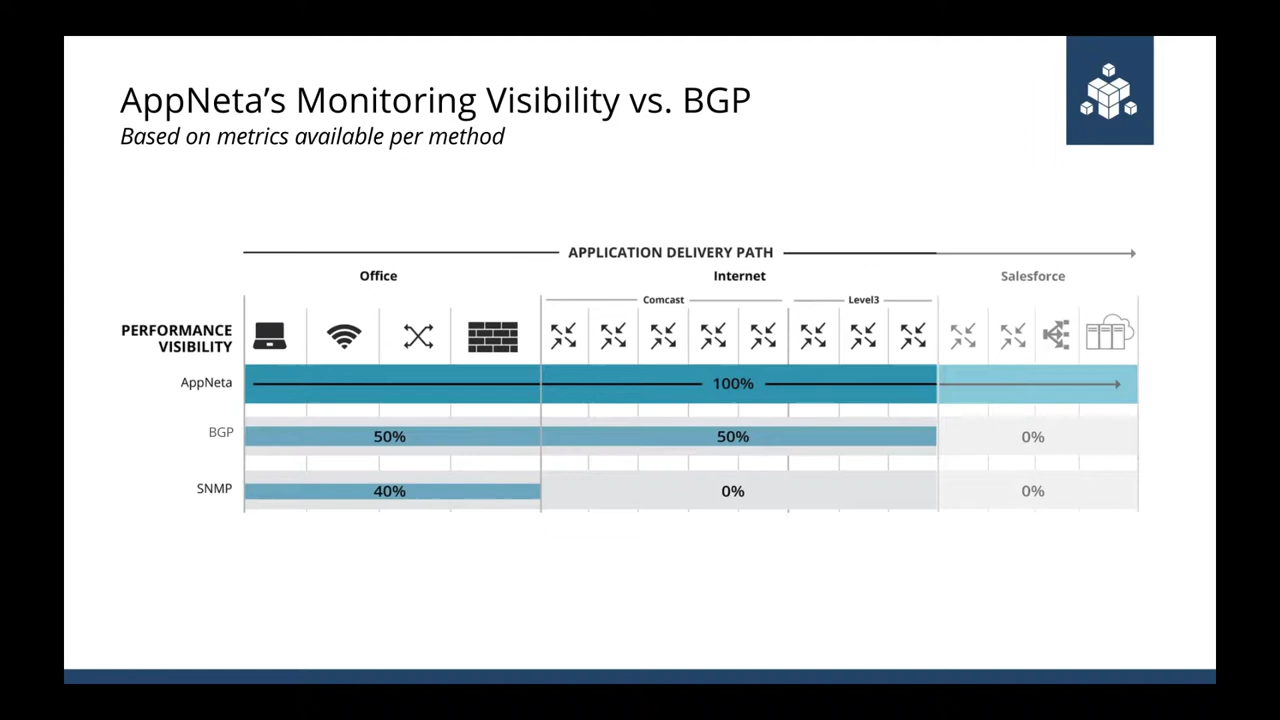 AppNeta’s Monitoring Visibility vs. BGP
Based on metrics available per method
APPLICATION DELIVERY PATH
Office
Internet
Salesforce
Comcast
Level3
PERFORMANCE
VISIBILITY
AppNeta
100%
BGP
50%
50%
0%
SNMP
40%
0%
0%